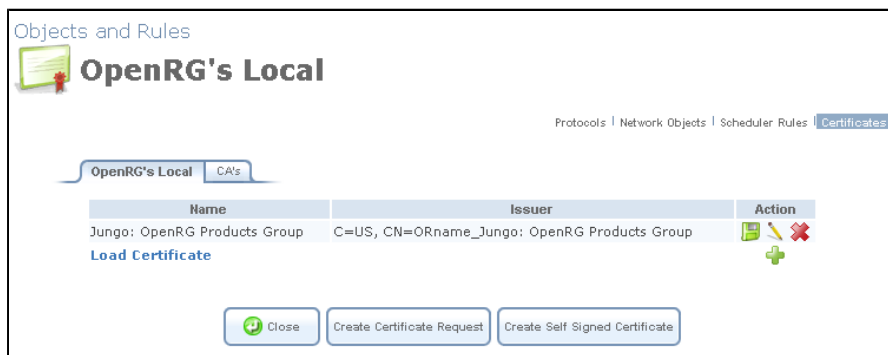 Objects and Rules
OpenRG's Local
Protocols | Network Objects | Scheduler Rules | Certificates
OpenRG's Local CA's
Name Issuer Action
Jungo: OpenRG Products Group C=US, CN=ORname_Jungo: OpenRG Products Group
Load Certificate
Close Create Certificate Request Create Self Signed Certificate